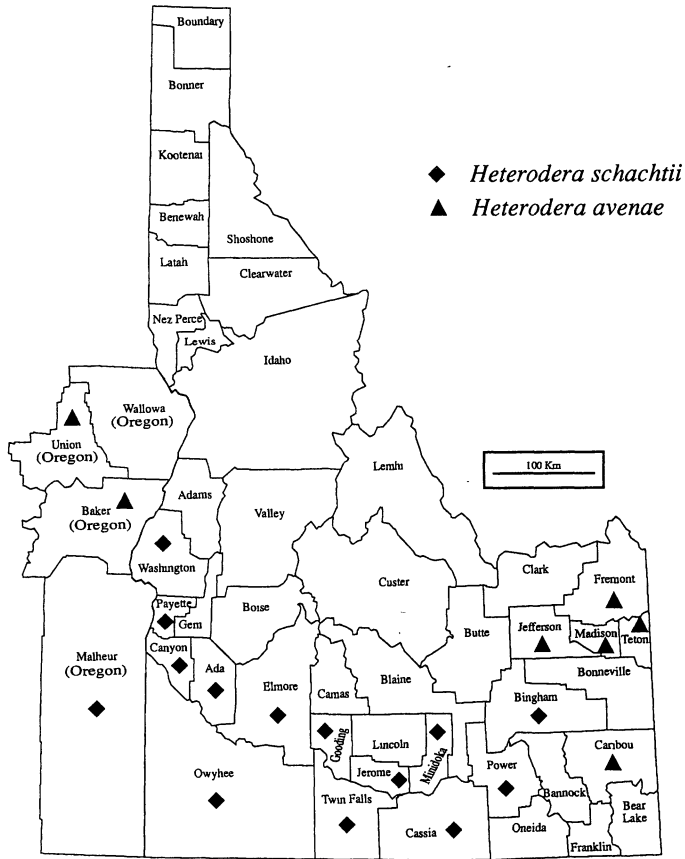 Boundary
Bonner
Kootenai
Benewah
Shoshone
Latah
Clearwater
Nez Perce
Lewis
Idaho
Heterodera schachtii
Heterodera avenae
Wallowa
(Oregon)
Union
(Oregon)
Lemhi
100 Km
Adams
Valley
Baker
(Oregon)
Washington
Custer
Clark
Fremont
Payette
Gem
Boise
Butte
Jefferson
Madison
Teton
Malheur
(Oregon)
Canyon
Ada
Elmore
Camas
Blaine
Bonneville
Bingham
Gooding
Lincoln
Minidoka
Jerome
Owyhee
Power
Caribou
Bannock
Twin Falls
Cassia
Oneida
Franklin
Bear
Lake